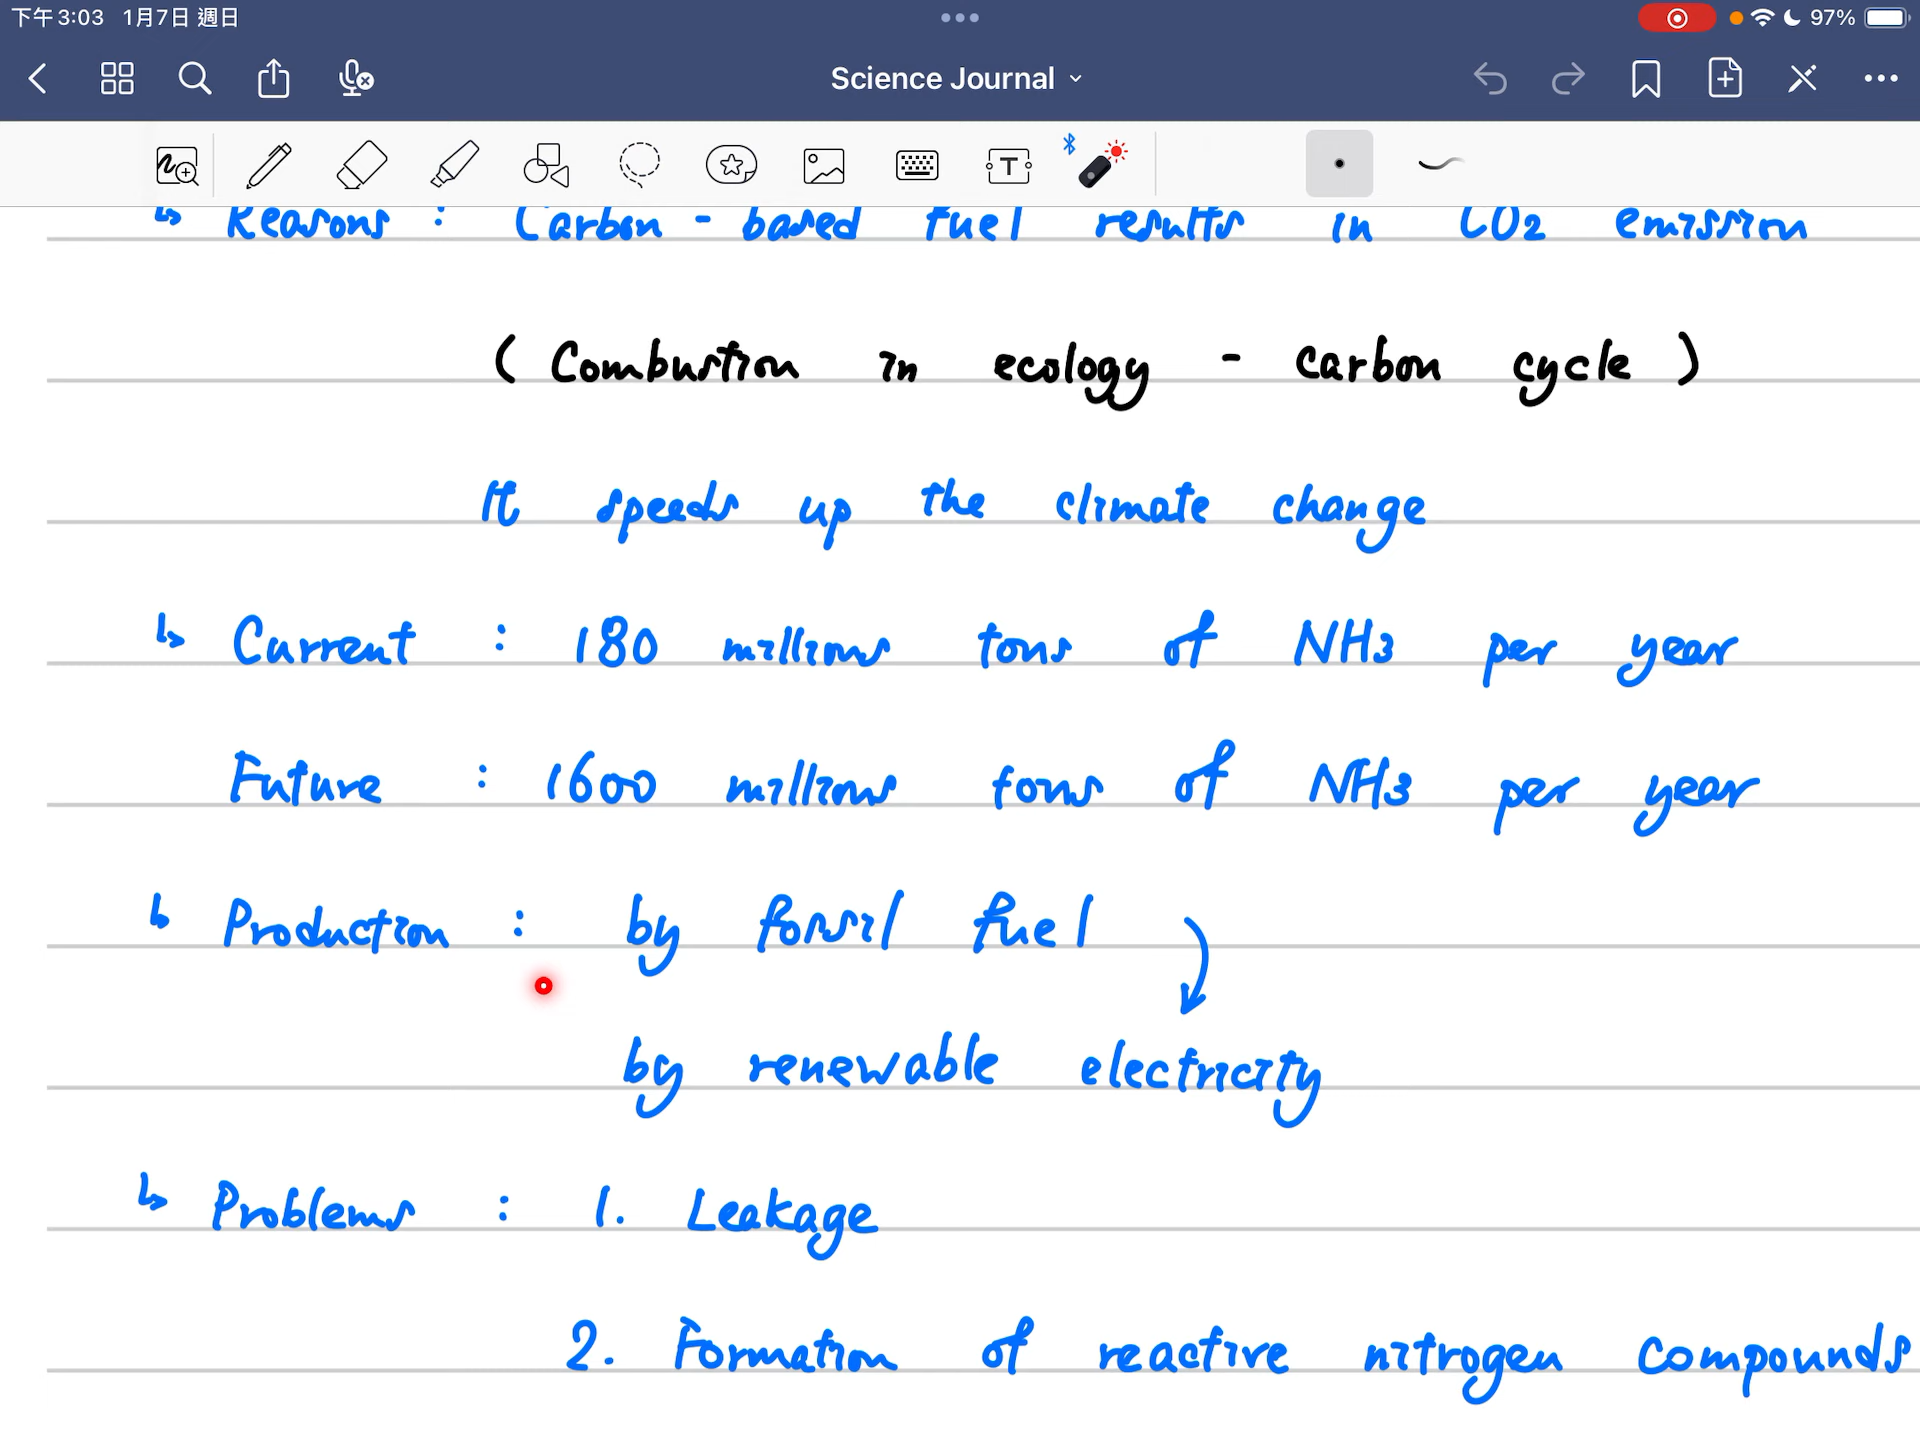 下午3:03 1月7日 週日
97%
Science Journal
T
↳ Reasons : Carbon - based fuel results in CO2 emission
( Combustion in ecology - carbon cycle )
It speeds up the climate change
↳ Current : 180 millions tons of NH3 per year
Future : 1600 millions tons of NH3 per year
↳ Production : by fossil fuel
by renewable electricity
↳ Problems : 1. Leakage
2. Formation of reactive nitrogen compounds